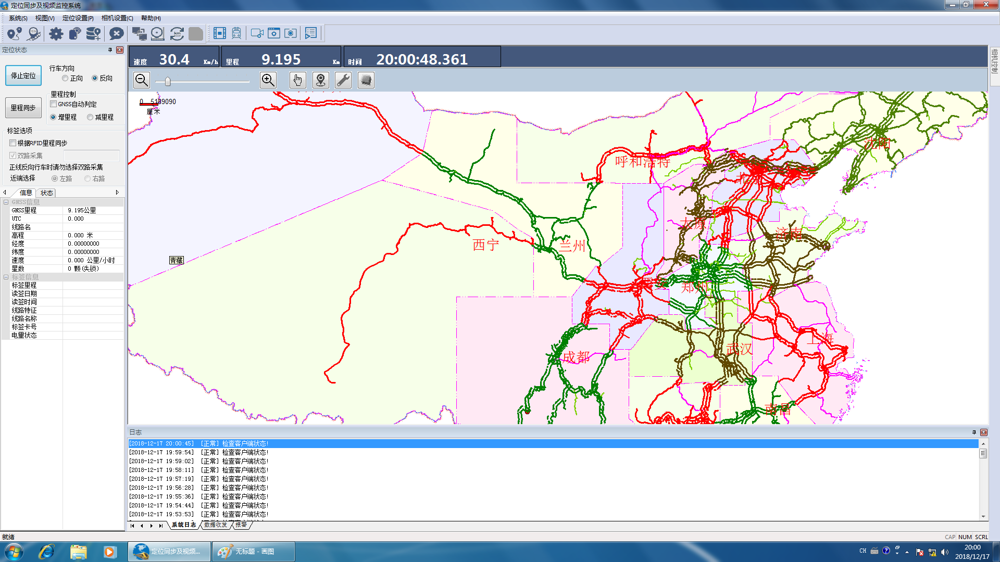 定位同步及视频监控系统
系统(S) 视图(V) 定位设置(P) 相机设置(C) 帮助(H)
定位状态
停止定位
行车方向
正向 反向
里程同步
里程控制
GNSS自动判定
增里程 减里程
标签选项
根据RFID里程同步
双路采集
正线反向行车时请勿选择双路采集
近端选择 左路 右路
信息 状态
GNSS信息
GNSS里程 9.195公里
UTC 0.000
线路名
高程 0.000 米
经度 0.00000000
纬度 0.00000000
速度 0.000 公里/小时
星数 0 颗(失锁)
标签信息
标签里程
读签日期
读签时间
线路特征
线路名称
标签卡号
电量状态
速度 30.4 Km/h 里程 9.195 Km 时间 20:00:48.361
相机控制
0 5189090
厘米
呼和浩特
沈阳
太原
济南
西宁
兰州
青藏
郑州
上海
武汉
成都
南昌
日志
[2018-12-17 20:00:45] [正常] 检查客户端状态!
[2018-12-17 19:59:54] [正常] 检查客户端状态!
[2018-12-17 19:59:02] [正常] 检查客户端状态!
[2018-12-17 19:58:11] [正常] 检查客户端状态!
[2018-12-17 19:57:19] [正常] 检查客户端状态!
[2018-12-17 19:56:28] [正常] 检查客户端状态!
[2018-12-17 19:55:36] [正常] 检查客户端状态!
[2018-12-17 19:54:44] [正常] 检查客户端状态!
[2018-12-17 19:53:53] [正常] 检查客户端状态!
系统日志 数据收发 报警
就绪
CAP NUM SCRL
定位同步及视频...
无标题 - 画图
CH
20:00
2018/12/17